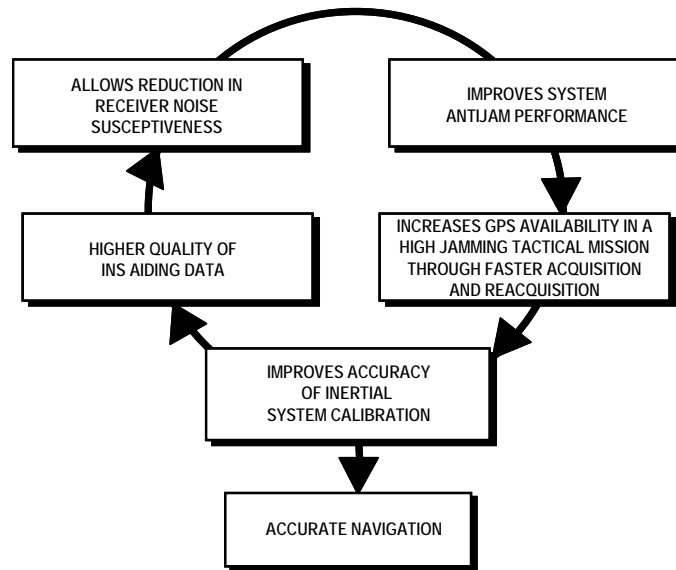 ALLOWS REDUCTION IN
RECEIVER NOISE
SUSCEPTIVENESS
IMPROVES SYSTEM
ANTIJAM PERFORMANCE
HIGHER QUALITY OF
INS AIDING DATA
INCREASES GPS AVAILABILITY IN A
HIGH JAMMING TACTICAL MISSION
THROUGH FASTER ACQUISITION
AND REACQUISITION
IMPROVES ACCURACY
OF INERTIAL
SYSTEM CALIBRATION
ACCURATE NAVIGATION